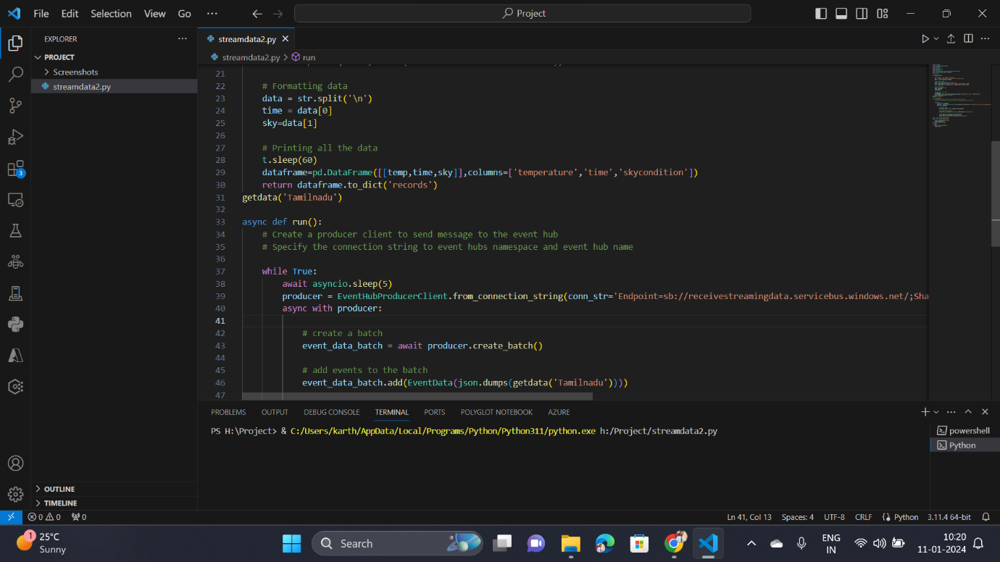 File Edit Selection View Go ··· Project
EXPLORER ···
PROJECT
Screenshots
streamdata2.py
streamdata2.py
streamdata2.py > run
21
22 # Formatting data
23 data = str.split('\n')
24 time = data[0]
25 sky=data[1]
26
27 # Printing all the data
28 t.sleep(60)
29 dataframe=pd.DataFrame([[temp,time,sky]],columns=['temperature','time','skycondition'])
30 return dataframe.to_dict('records')
31 getdata('Tamilnadu')
32
33 async def run():
34 # Create a producer client to send message to the event hub
35 # Specify the connection string to event hubs namespace and event hub name
36
37 while True:
38 await asyncio.sleep(5)
39 producer = EventHubProducerClient.from_connection_string(conn_str='Endpoint=sb://receivestreamingdata.servicebus.windows.net/;Sha
40 async with producer:
41
42 # create a batch
43 event_data_batch = await producer.create_batch()
44
45 # add events to the batch
46 event_data_batch.add(EventData(json.dumps(getdata('Tamilnadu'))))
47
3
PROBLEMS OUTPUT DEBUG CONSOLE TERMINAL PORTS POLYGLOT NOTEBOOK AZURE
PS H:\Project> & C:/Users/karth/AppData/Local/Programs/Python/Python311/python.exe h:/Project/streamdata2.py
powershell
Python
OUTLINE
TIMELINE
0 0 0 Ln 41, Col 13 Spaces: 4 UTF-8 CRLF Python 3.11.4 64-bit
1
25°C
Sunny
Search
ENG
IN
10:20
11-01-2024